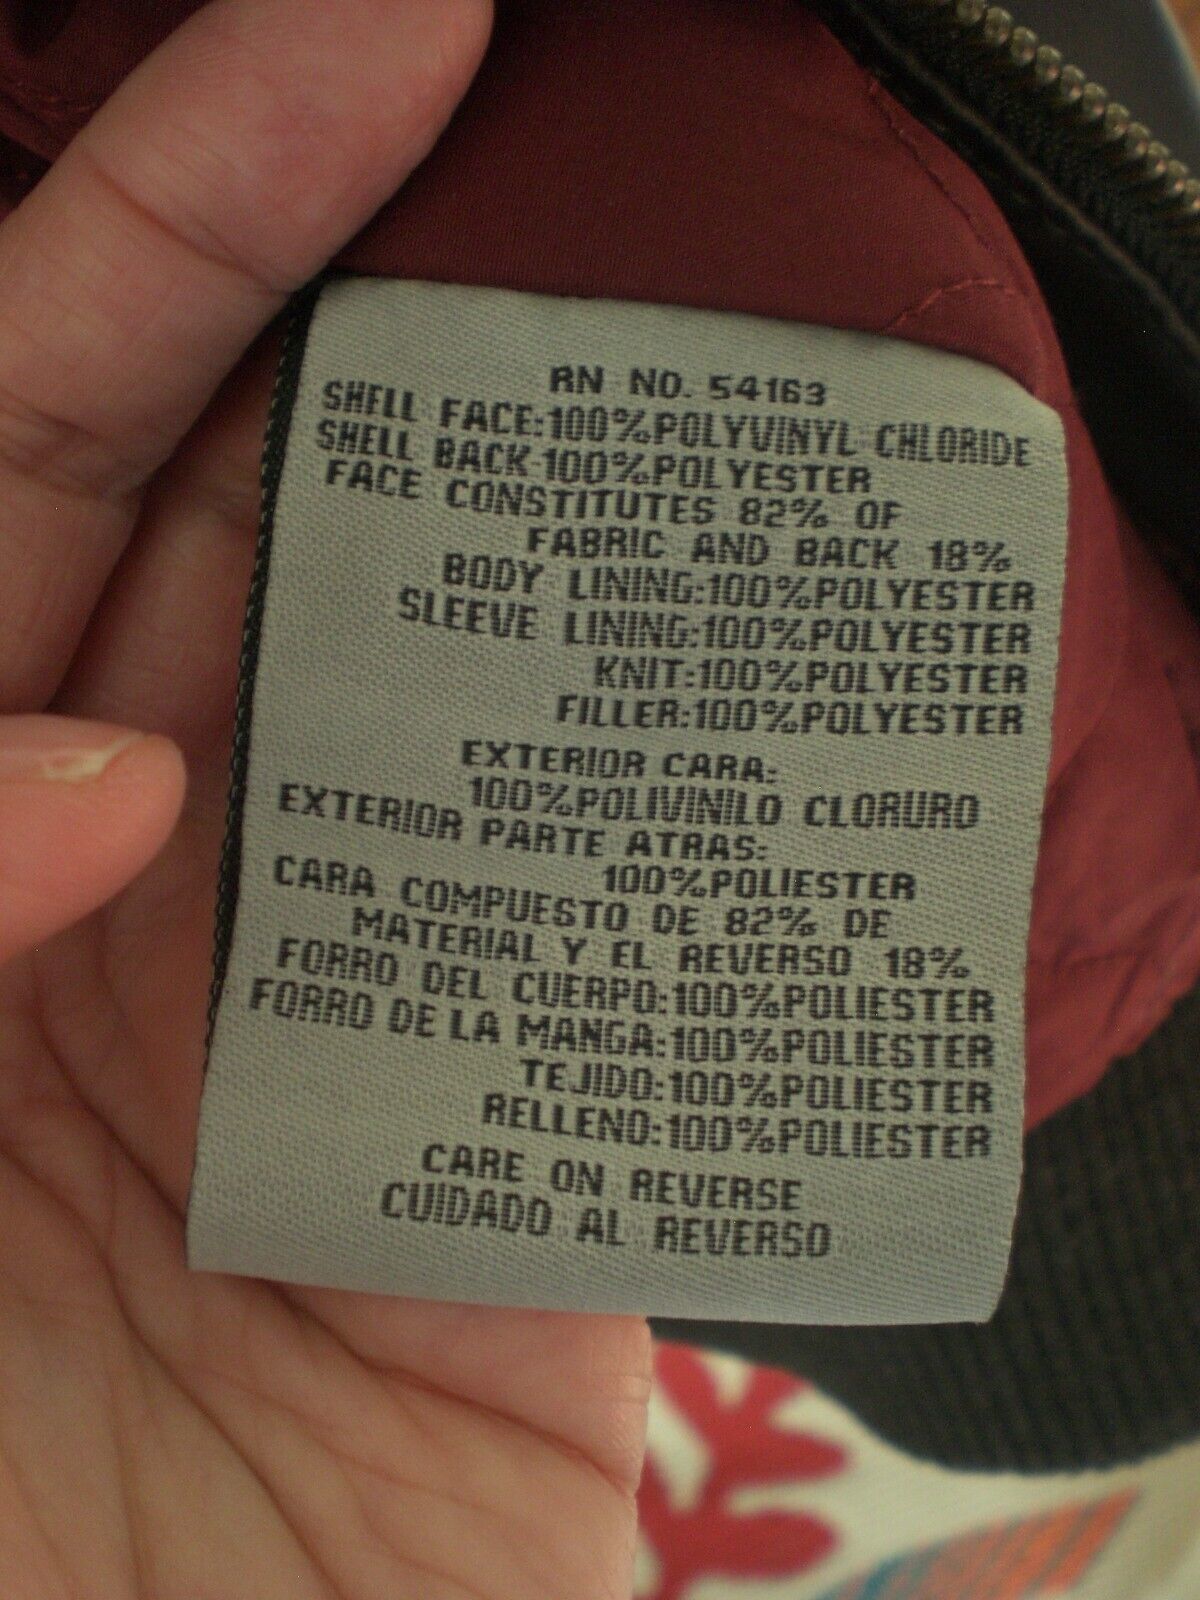 RN NO. 54163
SHELL FACE:100%POLYVINYL CHLORIDE
SHELL BACK:100%POLYESTER
FACE CONSTITUTES 82% OF
FABRIC AND BACK 18%
BODY LINING:100%POLYESTER
SLEEVE LINING:100%POLYESTER
KNIT:100%POLYESTER
FILLER:100%POLYESTER
EXTERIOR CARA:
100%POLIVINILO CLORURO
EXTERIOR PARTE ATRAS:
100%POLIESTER
CARA COMPUESTO DE 82% DE
MATERIAL Y EL REVERSO 18%
FORRO DEL CUERPO:100%POLIESTER
FORRO DE LA MANGA:100%POLIESTER
TEJIDO:100%POLIESTER
RELLENO:100%POLIESTER
CARE ON REVERSE
CUIDADO AL REVERSO